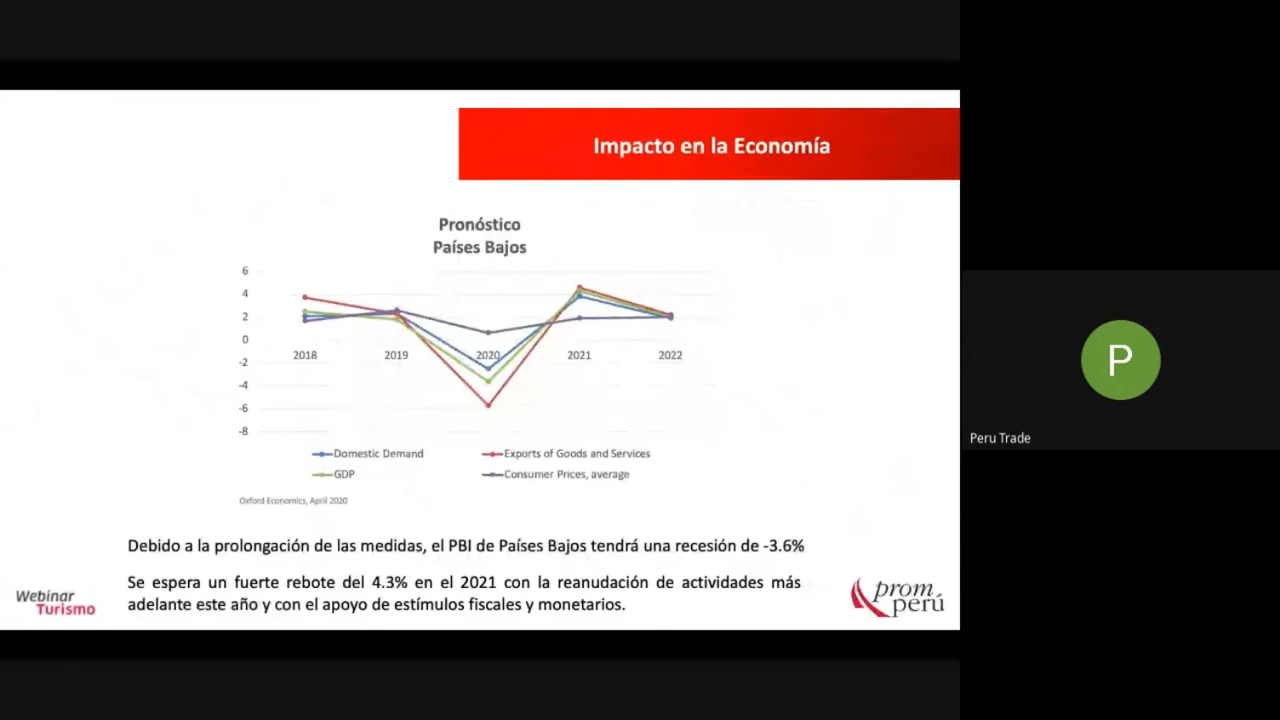 Impacto en la Economía
Pronóstico
Países Bajos
6
4
2
0
-2
-4
-6
-8
2018 2019 2020 2021 2022
Domestic Demand
Exports of Goods and Services
GDP
Consumer Prices, average
Oxford Economics, April 2020
Debido a la prolongación de las medidas, el PBI de Países Bajos tendrá una recesión de -3.6%
Se espera un fuerte rebote del 4.3% en el 2021 con la reanudación de actividades más
adelante este año y con el apoyo de estímulos fiscales y monetarios.
Webinar
Turismo
prom
perú
P
Peru Trade